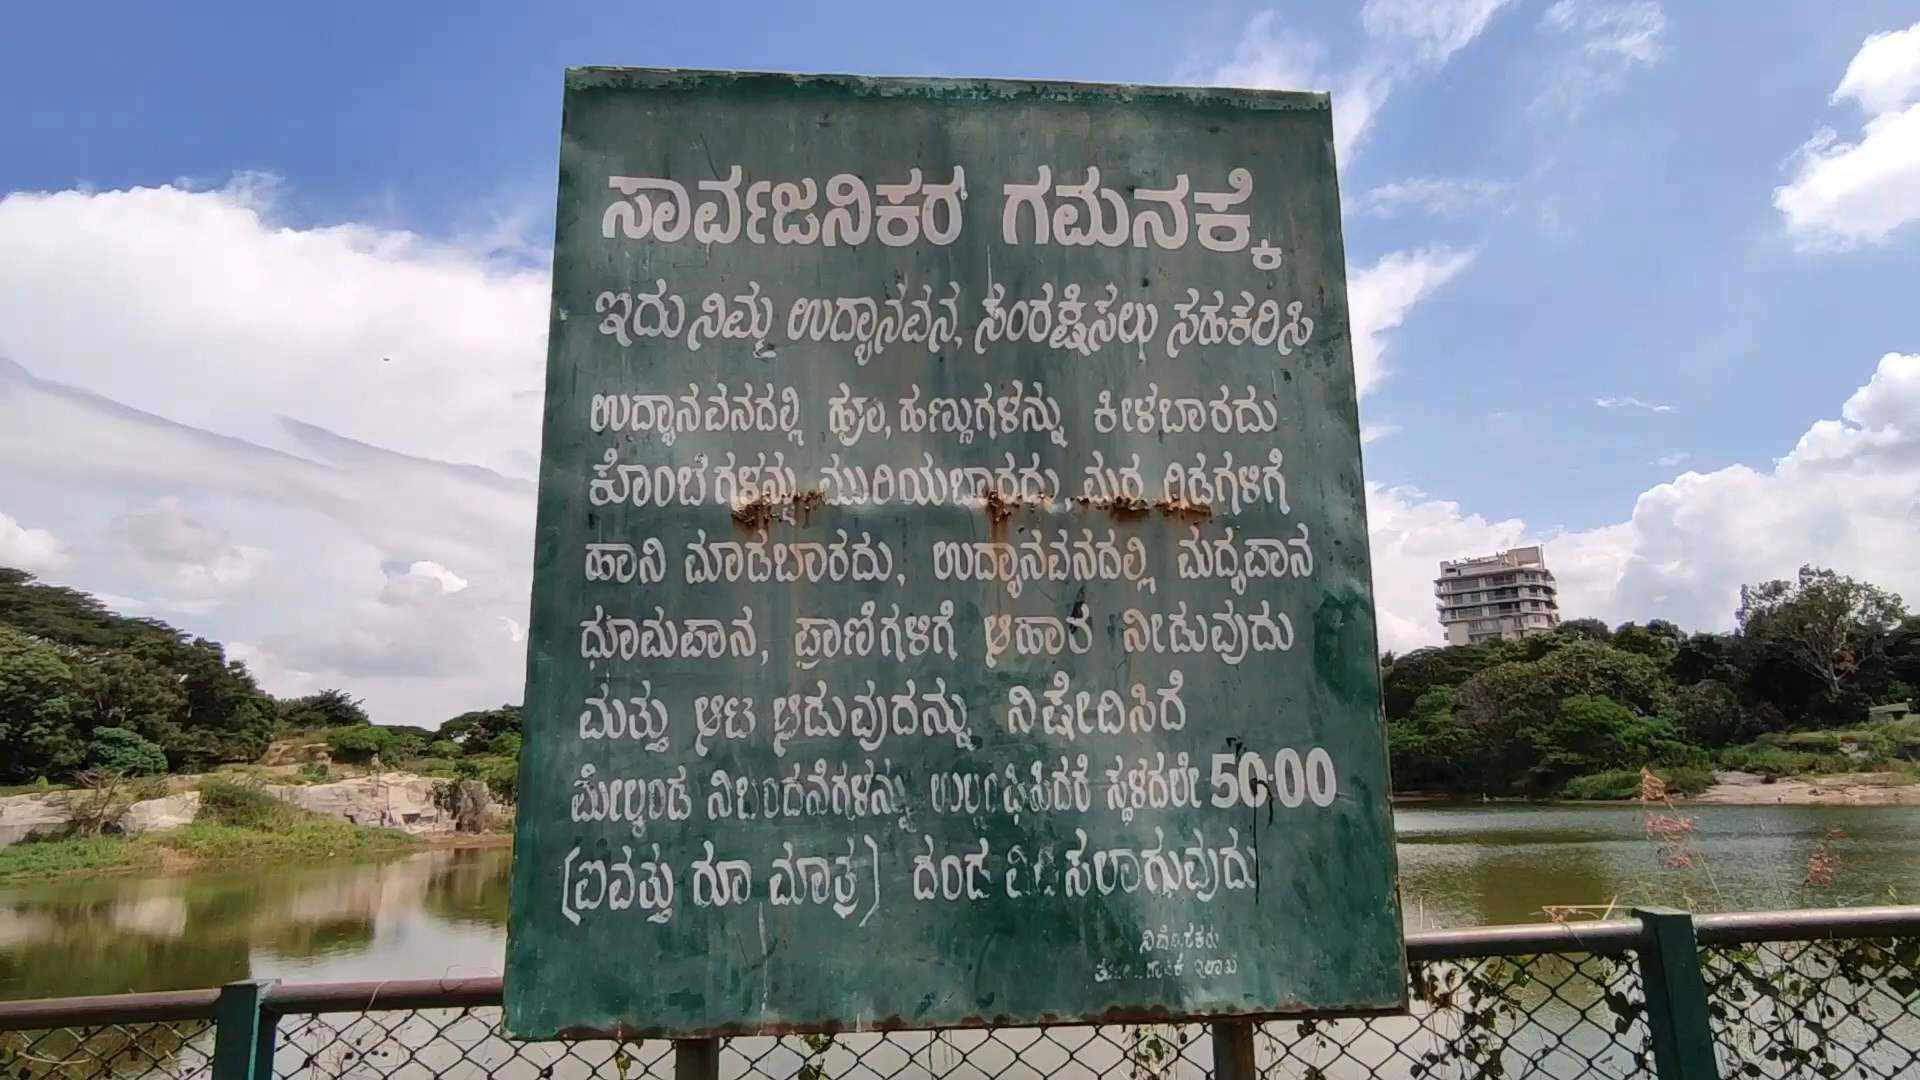 ಸಾರ್ವಜನಿಕರ ಗಮನಕ್ಕೆ
ಇದು ನಿಮ್ಮ ಉದ್ಯಾನವನ, ಸಂರಕ್ಷಿಸಲು ಸಹಕರಿಸಿ
ಉದ್ಯಾನವನದಲ್ಲಿ ಹೂ, ಹಣ್ಣುಗಳನ್ನು ಕೀಳಬಾರದು
ಕೊಂಬೆಗಳನ್ನು ಮುರಿಯಬಾರದು, ಮರ ಗಿಡಗಳಿಗೆ
ಹಾನಿ ಮಾಡಬಾರದು, ಉದ್ಯಾನವನದಲ್ಲಿ ಮದ್ಯಪಾನ
ಧೂಮಪಾನ, ಪ್ರಾಣಿಗಳಿಗೆ ಆಹಾರ ನೀಡುವುದು
ಮತ್ತು ಆಟ ಆಡುವುದನ್ನು ನಿಷೇದಿಸಿದೆ
ಮೇಲ್ಕಂಡ ನಿಬಂದನೆಗಳನ್ನು ಉಲ್ಲಂಘಿಸಿದರೆ ಸ್ಥಳದಲೇ 50.00
(ಐವತ್ತು ರೂ ಮಾತ್ರ) ದಂಡ ವಿಧಿಸಲಾಗುವುದು
ನಿರ್ದೇಶಕರು
ಇಲಾಖೆ